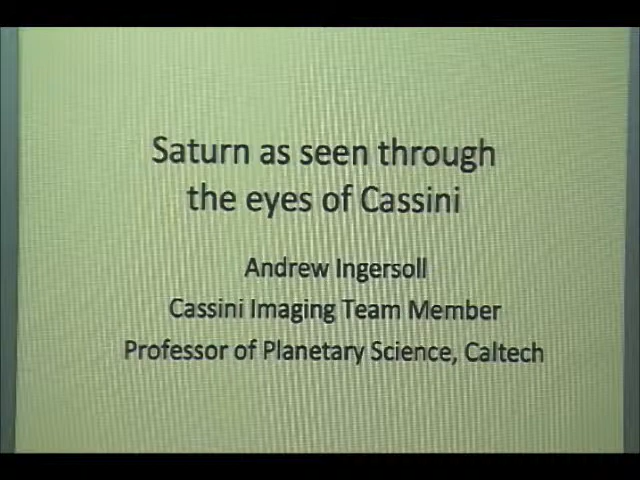 Saturn as seen through
the eyes of Cassini
Andrew Ingersoll
Cassini Imaging Team Member
Professor of Planetary Science, Caltech